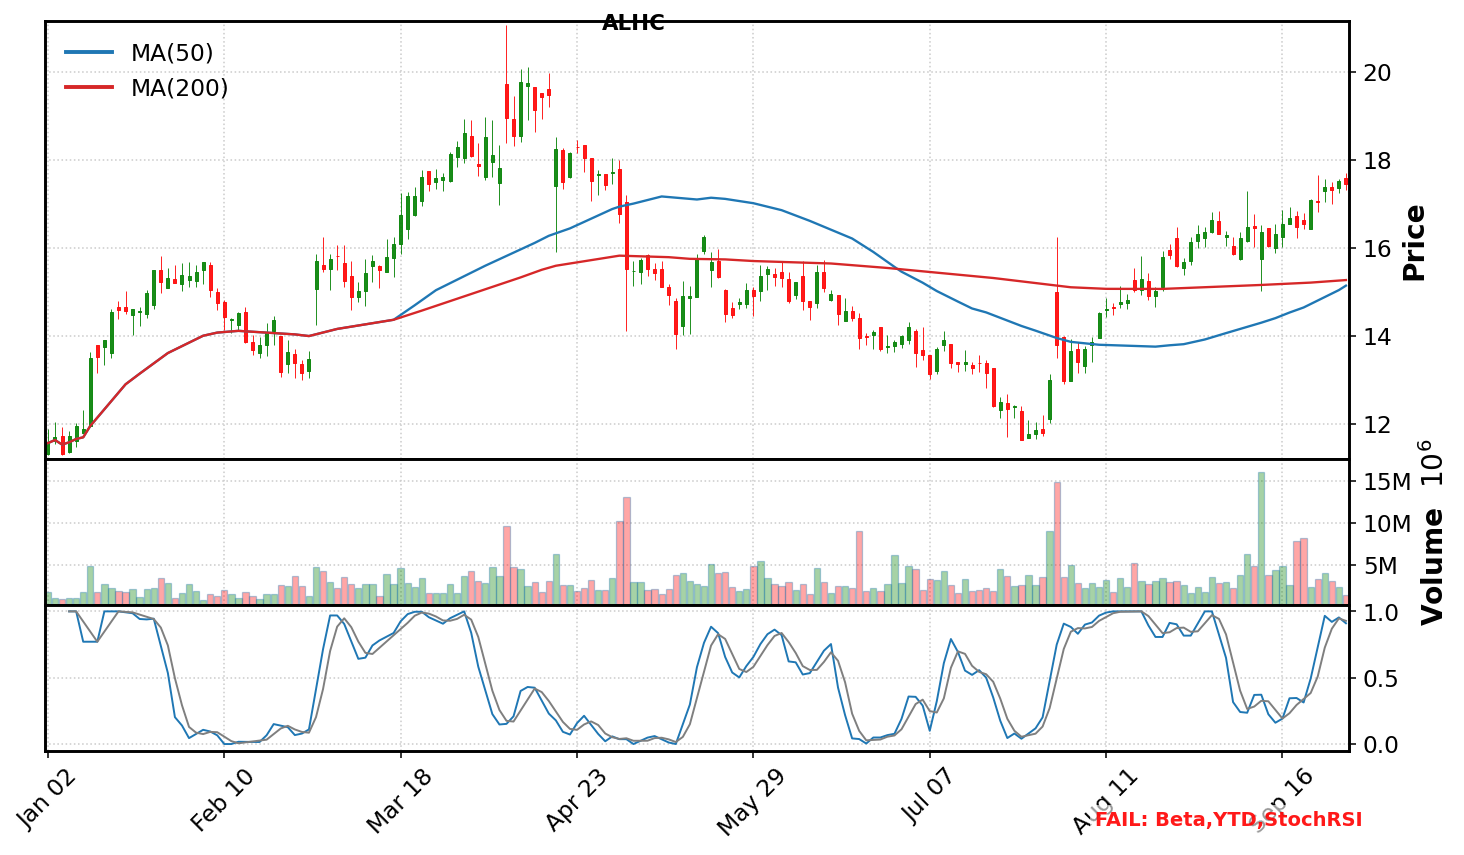 ALHC
MA(50)
MA(200)
20
18
16
14
12
Price
15M
10M
5M
Volume 10^6
1.0
0.5
0.0
Jan 02
Feb 10
Mar 18
Apr 23
May 29
Jul 07
Aug 11
Sep 16
FAIL: Beta,YTD,StochRSI